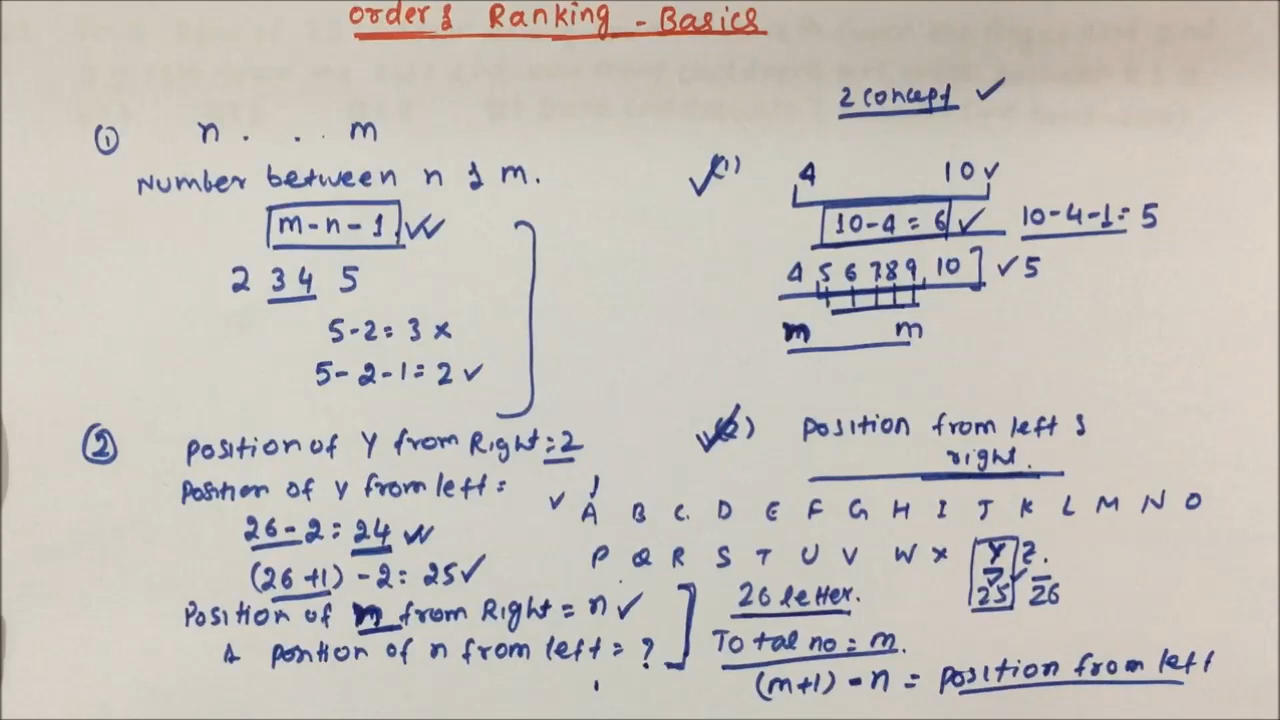 Order & Ranking - Basics
2 concept ✓
① n . . . m
Number between n & m.
m-n-1 ✓✓
2 3 4 5
5-2=3 ×
5-2-1=2 ✓
(1) 4 10 ✓
10-4=6 ✓ 10-4-1=5
4 5 6 7 8 9, 10 ] ✓ 5
m m
② Position of Y from Right=2
Position of Y from left=
26-2=24 ✓✓
(26+1)-2=25 ✓
Position of n from Right=n ✓
& position of n from left=?
(2) Position from left &
right.
✓ A B C D E F G H I J K L M N O
P Q R S T U V W X Y Z.
25 26
26 letter.
Total no=m.
(m+1)-n=position from left